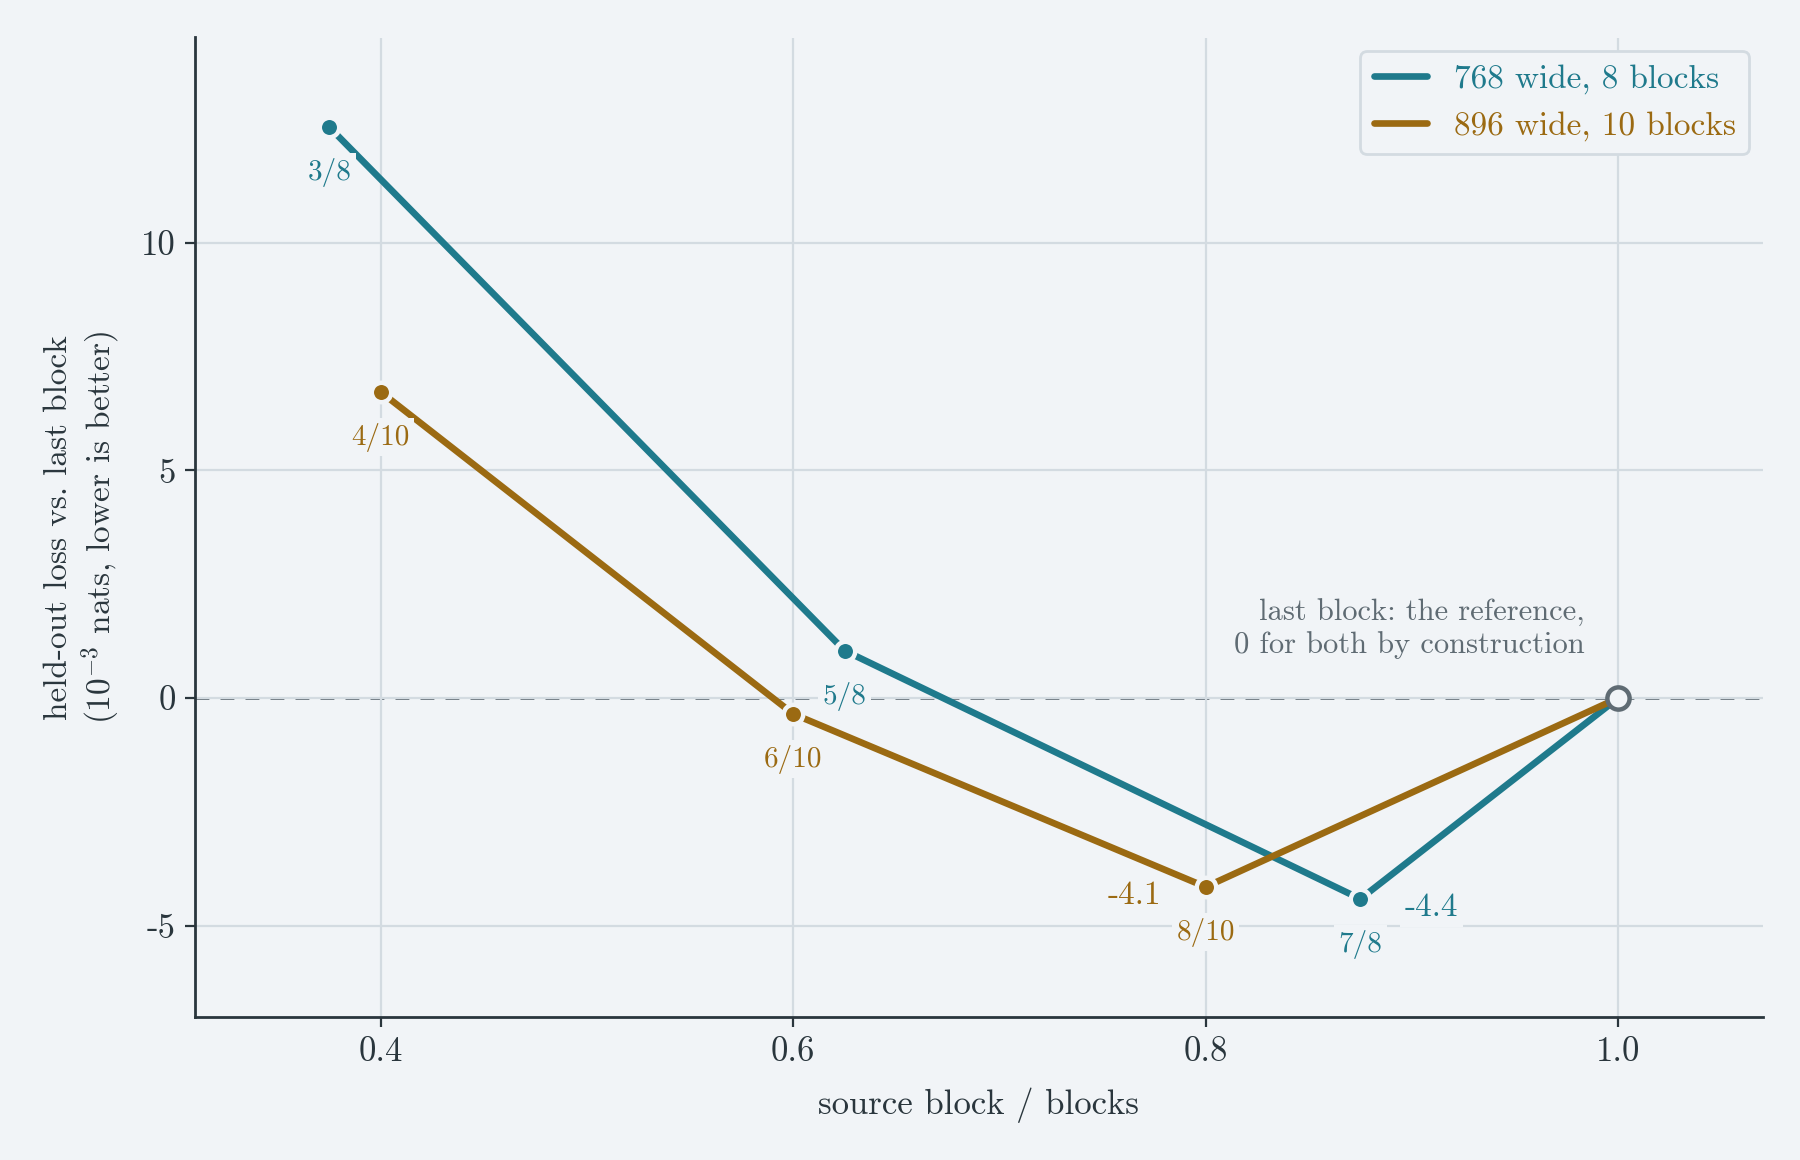 768 wide, 8 blocks
896 wide, 10 blocks
3/8
10
4/10
5
held-out loss vs. last block
(10⁻³ nats, lower is better)
last block: the reference,
0 for both by construction
5/8
0
6/10
-4.1
-4.4
8/10
7/8
-5
0.4
0.6
0.8
1.0
source block / blocks